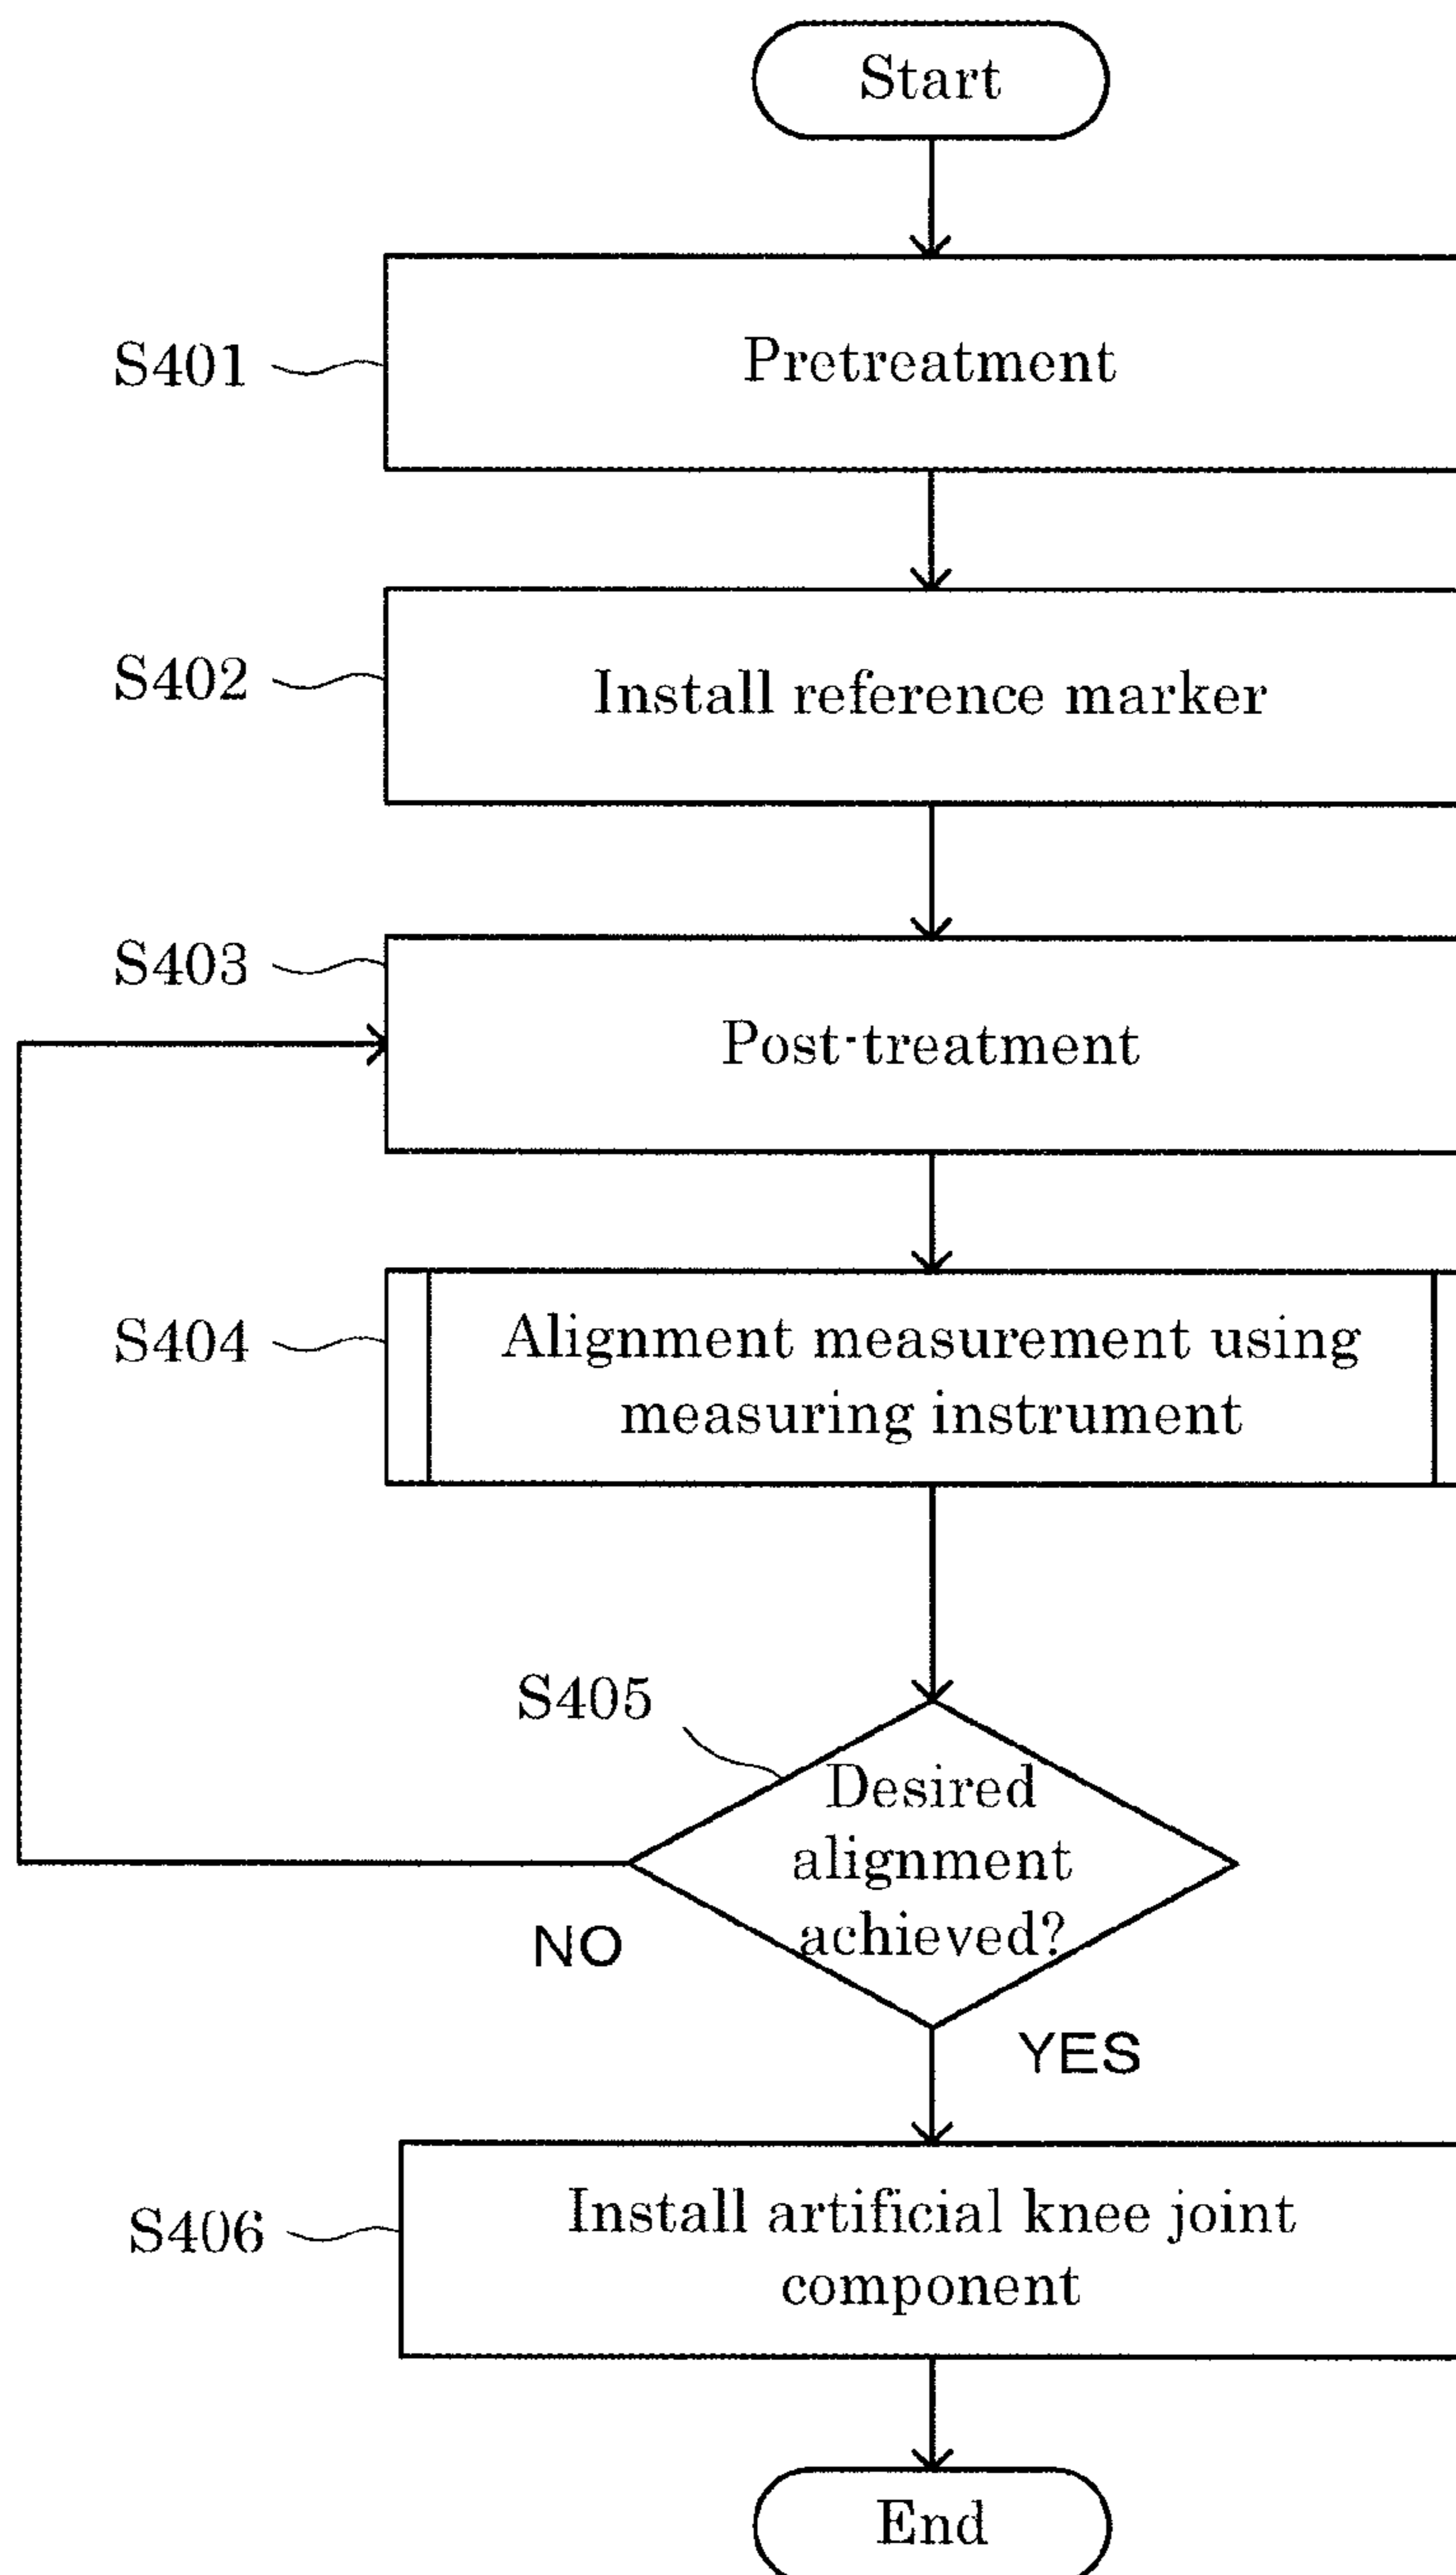 Start
S401
Pretreatment
S402
Install reference marker
S403
Post-treatment
S404
Alignment measurement using
measuring instrument
S405
Desired
alignment
achieved?
NO
YES
S406
Install artificial knee joint
component
End